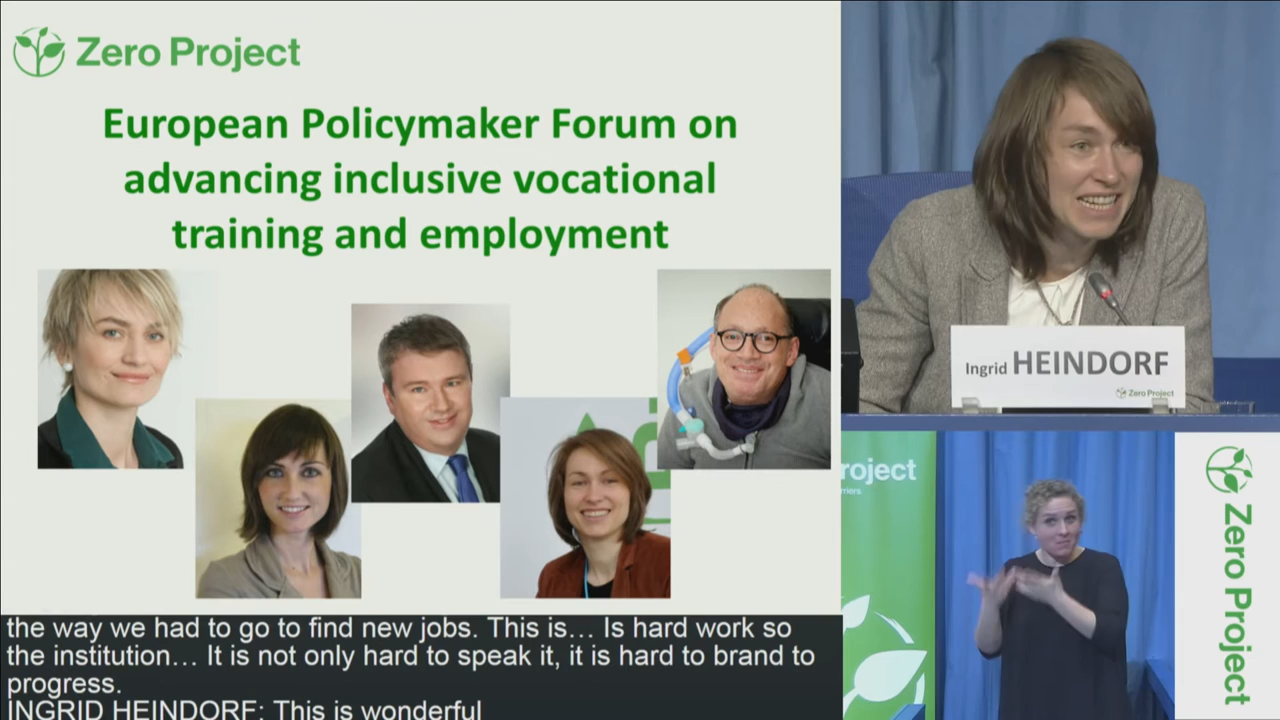 Zero Project
European Policymaker Forum on
advancing inclusive vocational
training and employment
Ingrid HEINDORF
Zero Project
roject
rriers
Zero Project
the way we had to go to find new jobs. This is... Is hard work so
the institution... It is not only hard to speak it, it is hard to brand to
progress.
INGRID HEINDORF: This is wonderful